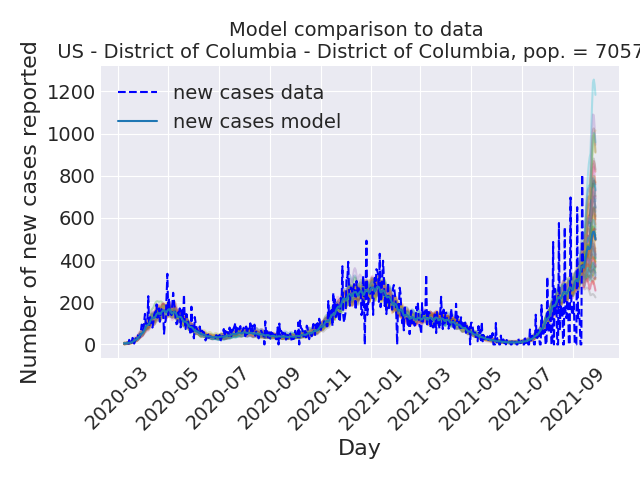 Model comparison to data
US - District of Columbia - District of Columbia, pop. = 7057
new cases data
new cases model
Number of new cases reported
1200
1000
800
600
400
200
0
2020-03
2020-05
2020-07
2020-09
2020-11
2021-01
2021-03
2021-05
2021-07
2021-09
Day